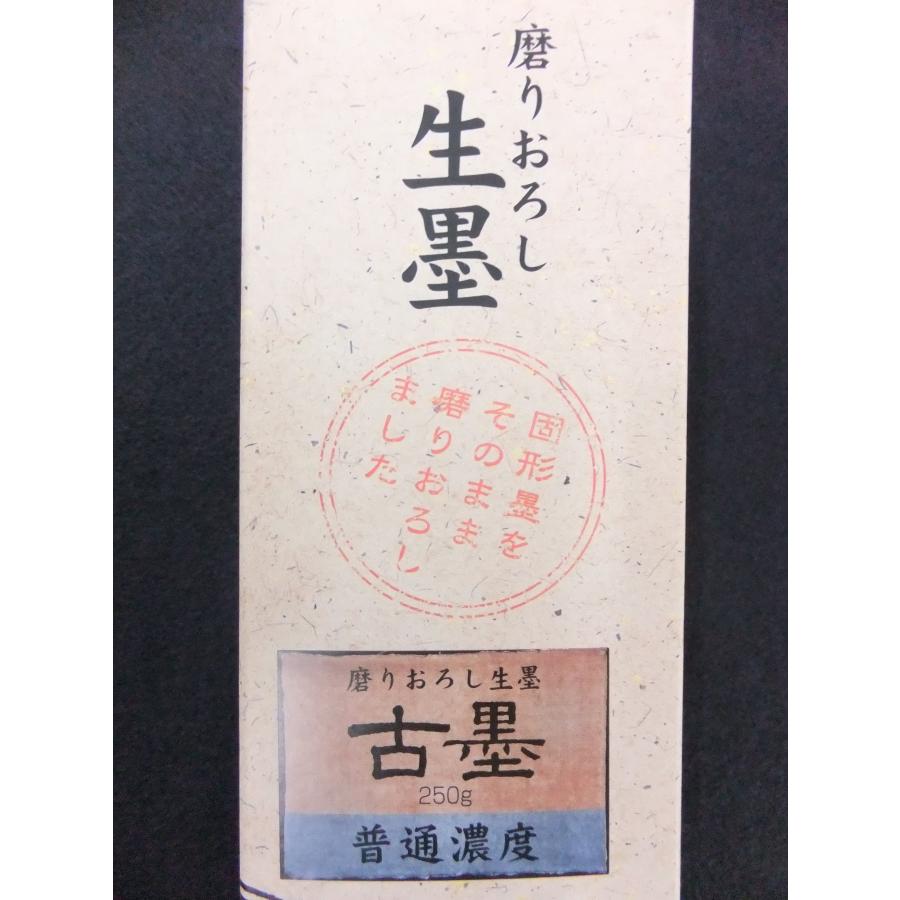 磨りおろし
生墨
固形墨を
そのまま
磨りおろし
ました
磨りおろし生墨
古墨
250g
普通濃度